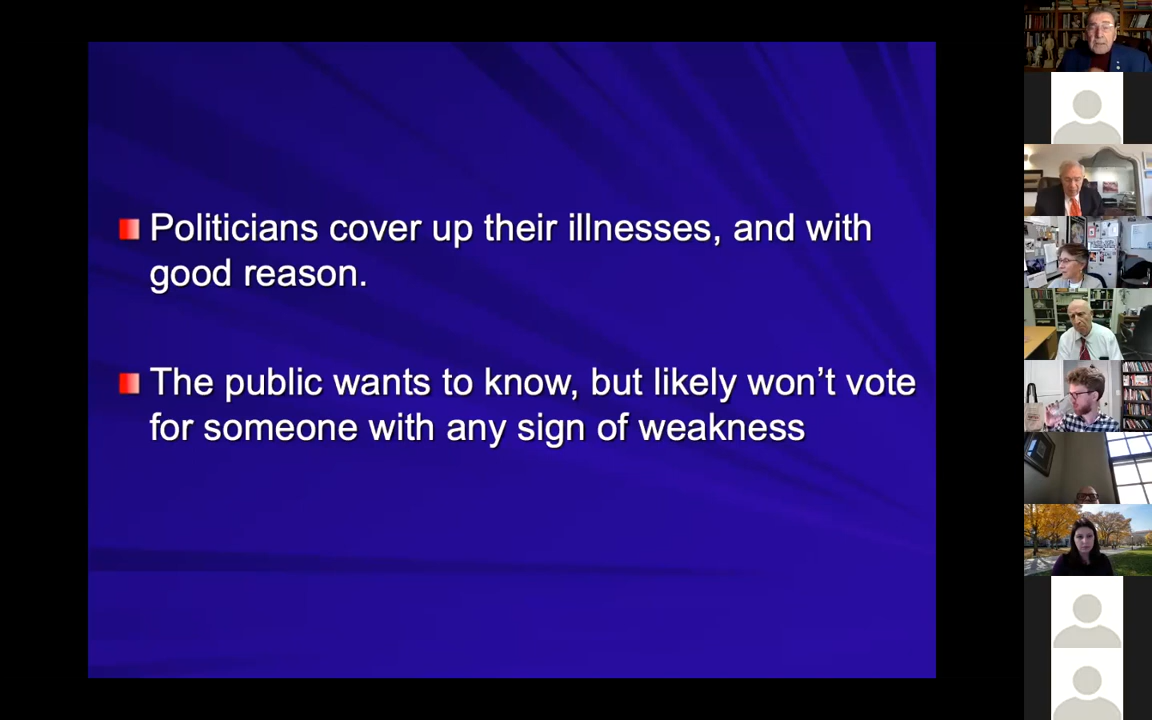 Politicians cover up their illnesses, and with
good reason.
The public wants to know, but likely won’t vote
for someone with any sign of weakness